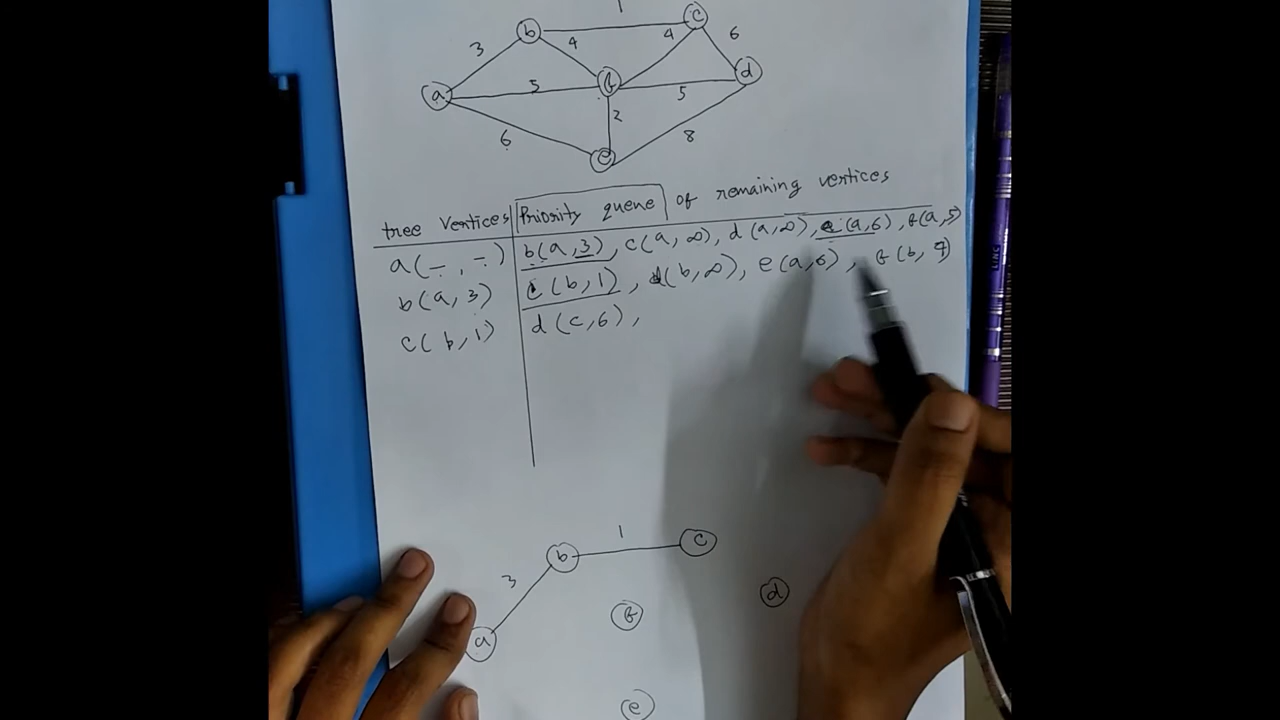 1
b c
3 4 4 6
a 5 f 5 d
6 2 8
e
tree vertices Priority queue of remaining vertices
a(-, -) b(a,3), c(a,∞), d(a,∞), e(a,6), f(a,5)
b(a,3) c(b,1), d(b,∞), e(a,6), f(b,4)
c(b,1) d(c,6),
1
b c
3
f d
a
e
LINC